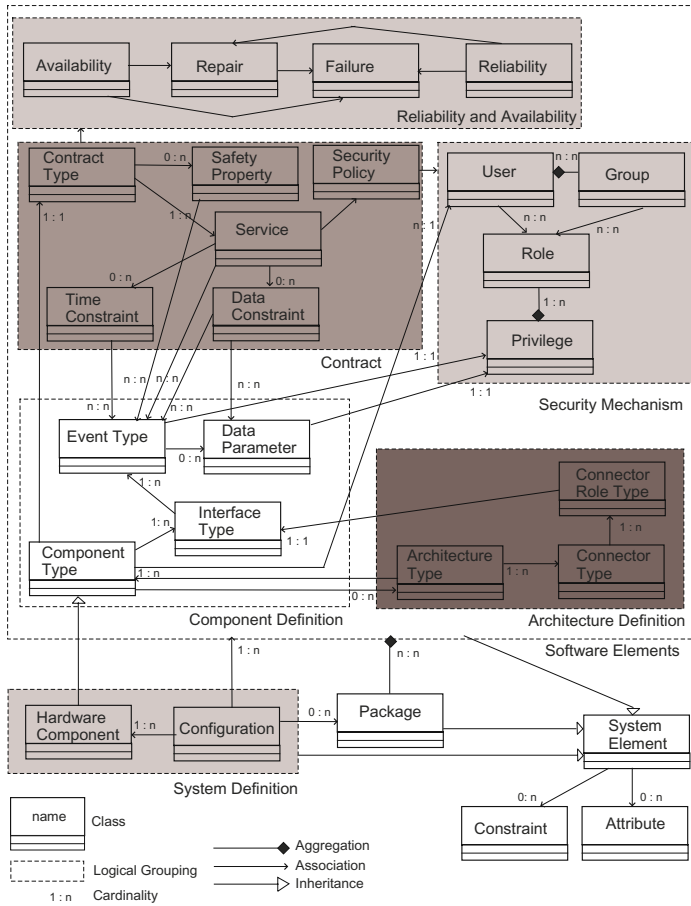 Availability
Repair
Failure
Reliability
Reliability and Availability
Contract
Type
0: n
Safety
Property
Security
Policy
1: n
1 : 1
Service
0: n
0: n
Time
Constraint
Data
Constraint
Contract
User
n : n
Group
n : n
n : n
n: 1
Role
1 : n
Privilege
1 : 1
1 : 1
Security Mechanism
n: n
n: n
n : n
n: n
n: n
Event Type
0: n
Data
Parameter
1: n
Interface
Type
1: n
1 : 1
Component
Type
1: n
0: n
Component Definition
Connector
Role Type
1: n
Architecture
Type
1: n
Connector
Type
Architecture Definition
Software Elements
1: n
n: n
Hardware
Component
1: n
Configuration
0: n
Package
System Definition
System
Element
0: n
0 : n
Constraint
Attribute
name
Class
Logical Grouping
1 : n
Cardinality
Aggregation
Association
Inheritance